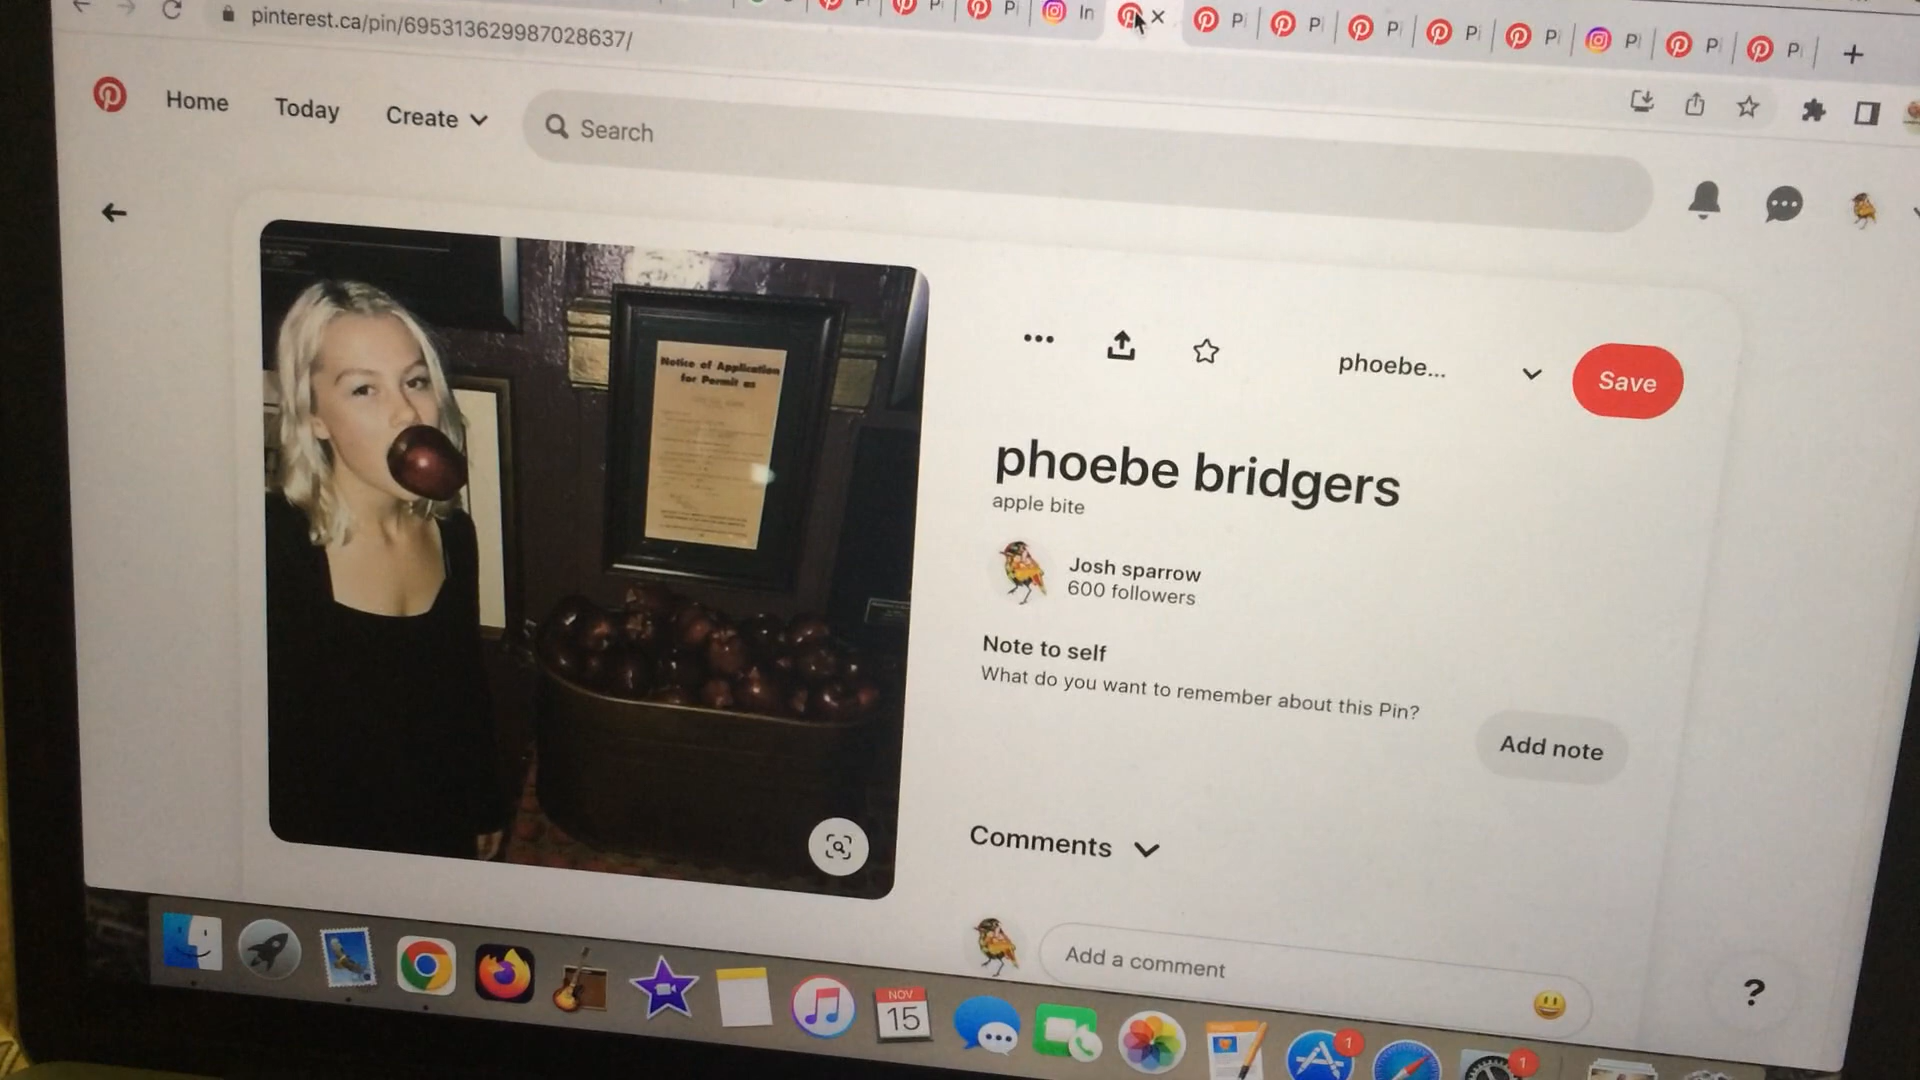 P
P
P
In
P
P
P
P
P
P
P
P
pinterest.ca/pin/695313629987028637/
Home
Today
Create
Search
Notice of Application
for Permit as
phoebe...
Save
phoebe bridgers
apple bite
Josh sparrow
600 followers
Note to self
What do you want to remember about this Pin?
Add note
Comments
Add a comment
?
NOV
15
1
1